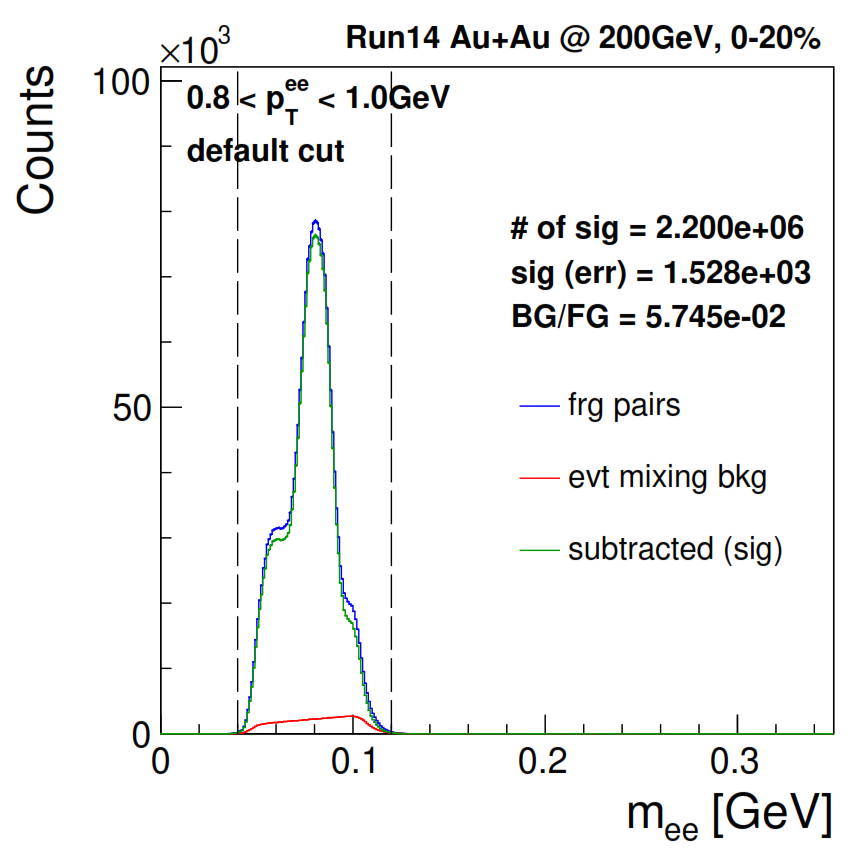 ×10³
Run14 Au+Au @ 200GeV, 0-20%
Counts
100
0.8 < p_T^ee < 1.0GeV
default cut
# of sig = 2.200e+06
sig (err) = 1.528e+03
BG/FG = 5.745e-02
50
frg pairs
evt mixing bkg
subtracted (sig)
0
0 0.1 0.2 0.3
m_ee [GeV]